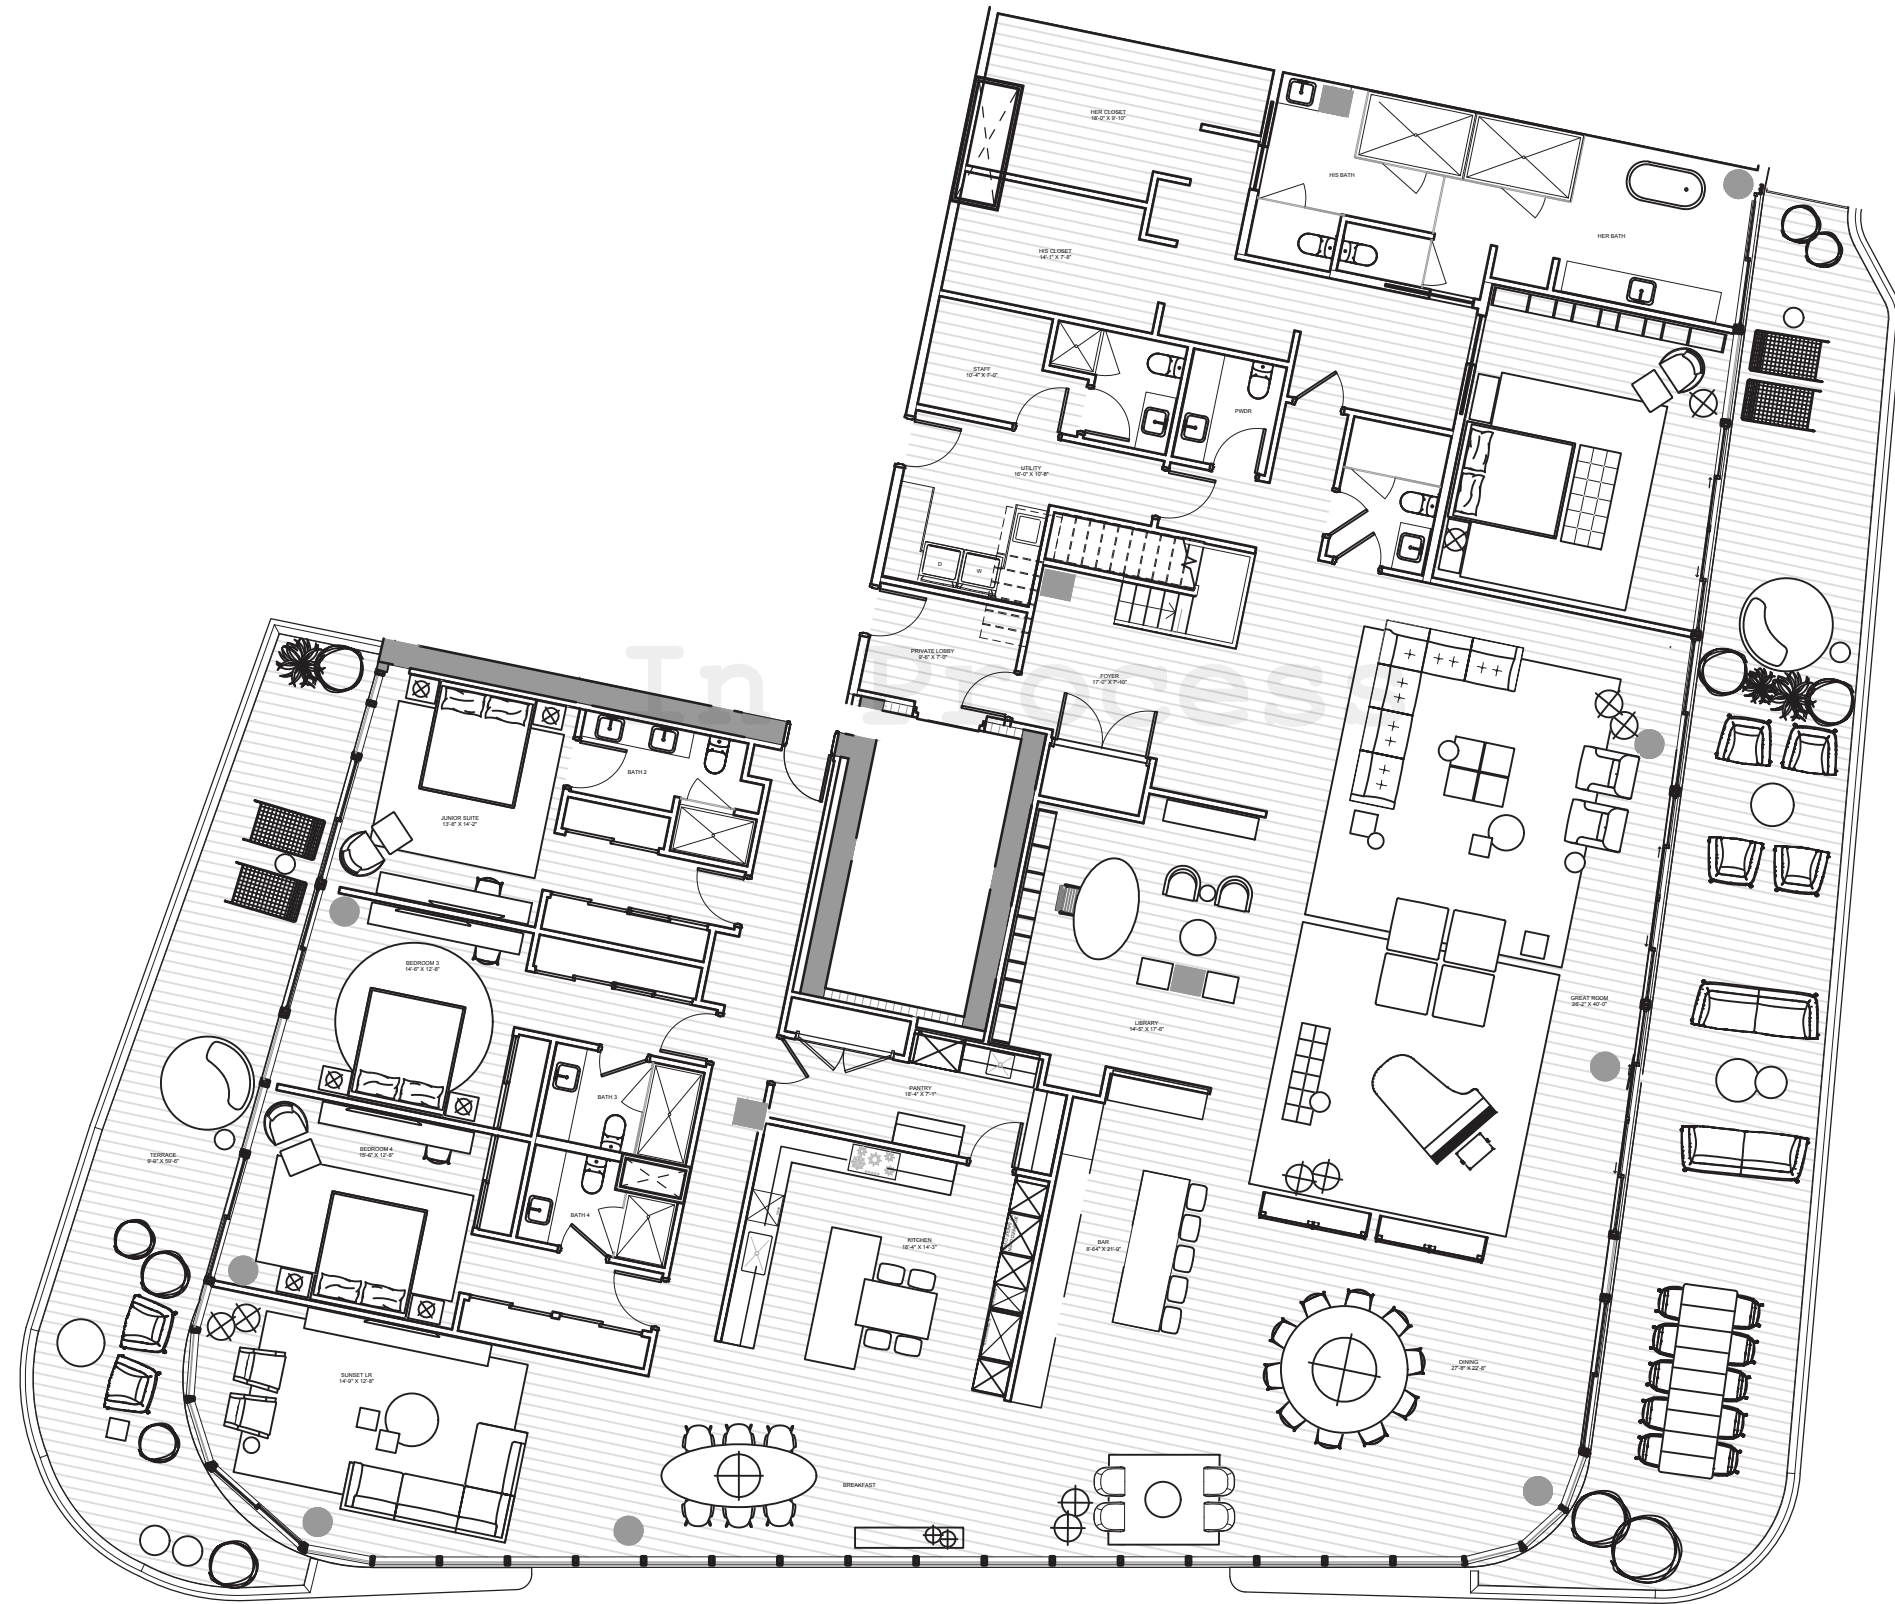 HER CLOSET
18'-0" X 9'-10"
HIS BATH
HER BATH
HIS CLOSET
14'-1" X 7'-8"
STAFF
10'-4" X 7'-0"
PWDR
UTILITY
16'-0" X 10'-8"
D
W
PRIVATE LOBBY
9'-6" X 7'-0"
In Process
FOYER
17'-0" X 7'-10"
BATH 2
JUNIOR SUITE
13'-8" X 14'-2"
BEDROOM 3
14'-6" X 12'-8"
GREAT ROOM
26'-2" X 40'-0"
LIBRARY
14'-5" X 17'-6"
PANTRY
18'-4" X 7'-1"
BATH 3
BEDROOM 4
15'-6" X 12'-8"
TERRACE
9'-9" X 59'-6"
BATH 4
KITCHEN
18'-4" X 14'-3"
BAR
8'-64" X 21'-9"
DINING
27'-8" X 22'-8"
SUNSET LR
14'-9" X 12'-8"
BREAKFAST